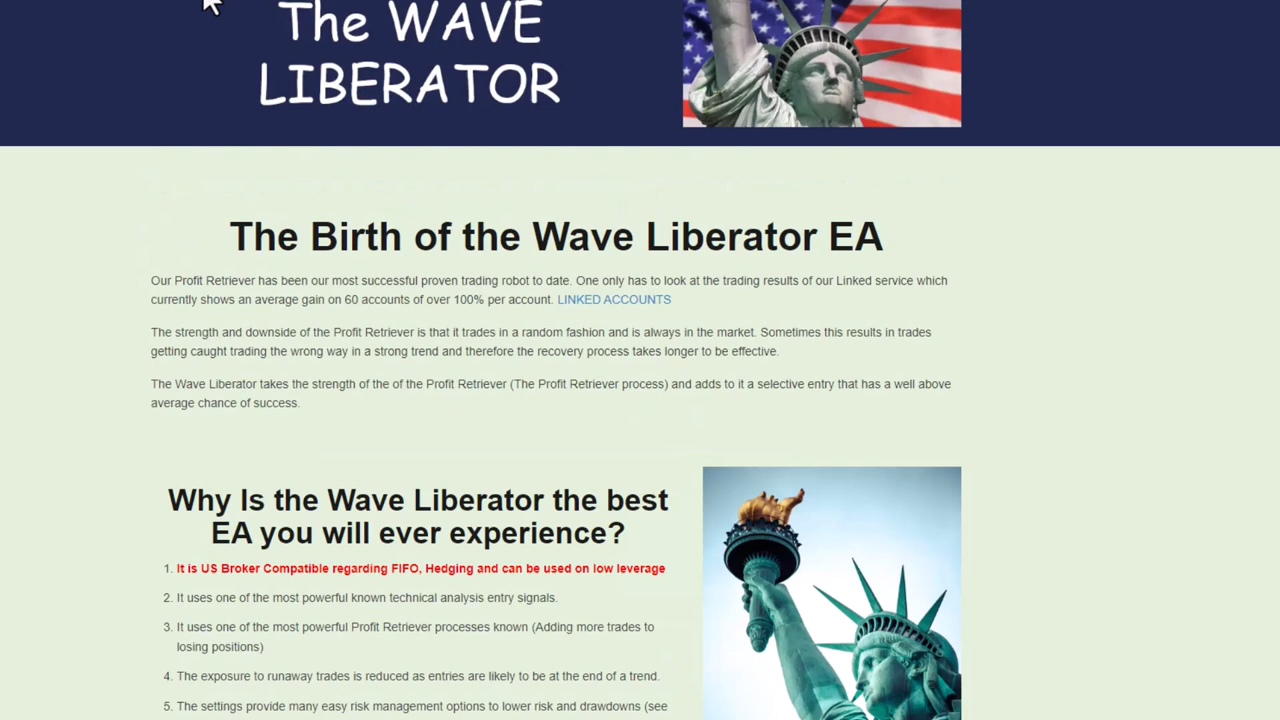 The WAVE
LIBERATOR
The Birth of the Wave Liberator EA
Our Profit Retriever has been our most successful proven trading robot to date. One only has to look at the trading results of our Linked service which
currently shows an average gain on 60 accounts of over 100% per account. LINKED ACCOUNTS
The strength and downside of the Profit Retriever is that it trades in a random fashion and is always in the market. Sometimes this results in trades
getting caught trading the wrong way in a strong trend and therefore the recovery process takes longer to be effective.
The Wave Liberator takes the strength of the of the Profit Retriever (The Profit Retriever process) and adds to it a selective entry that has a well above
average chance of success.
Why Is the Wave Liberator the best
EA you will ever experience?
1. It is US Broker Compatible regarding FIFO, Hedging and can be used on low leverage
2. It uses one of the most powerful known technical analysis entry signals.
3. It uses one of the most powerful Profit Retriever processes known (Adding more trades to
losing positions)
4. The exposure to runaway trades is reduced as entries are likely to be at the end of a trend.
5. The settings provide many easy risk management options to lower risk and drawdowns (see